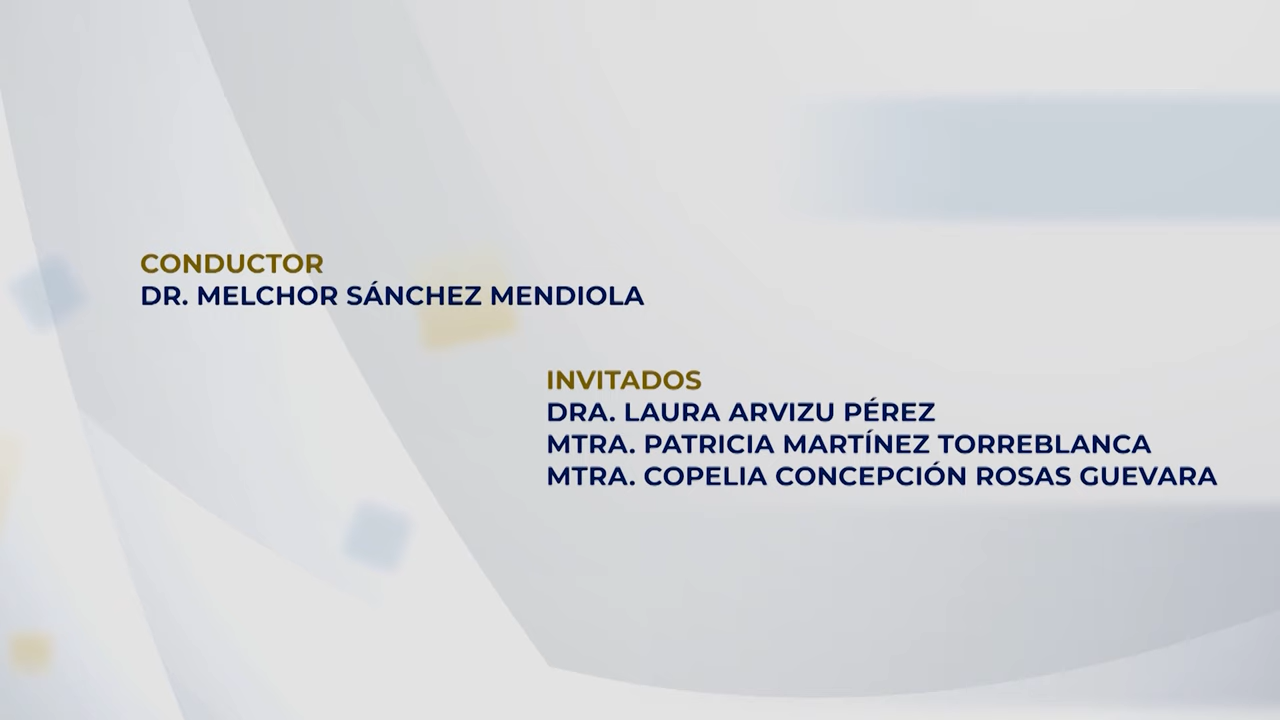 CONDUCTOR
DR. MELCHOR SÁNCHEZ MENDIOLA
INVITADOS
DRA. LAURA ARVIZU PÉREZ
MTRA. PATRICIA MARTÍNEZ TORREBLANCA
MTRA. COPELIA CONCEPCIÓN ROSAS GUEVARA